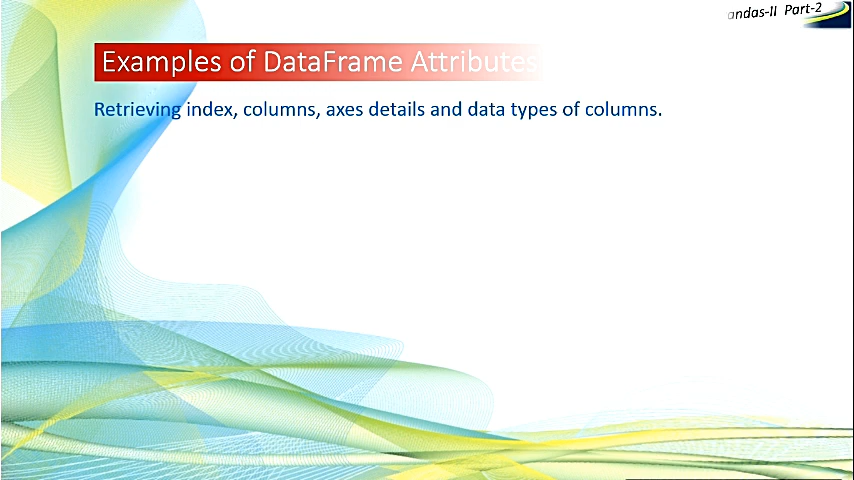 andas-II Part-2
Examples of DataFrame Attributes
Retrieving index, columns, axes details and data types of columns.